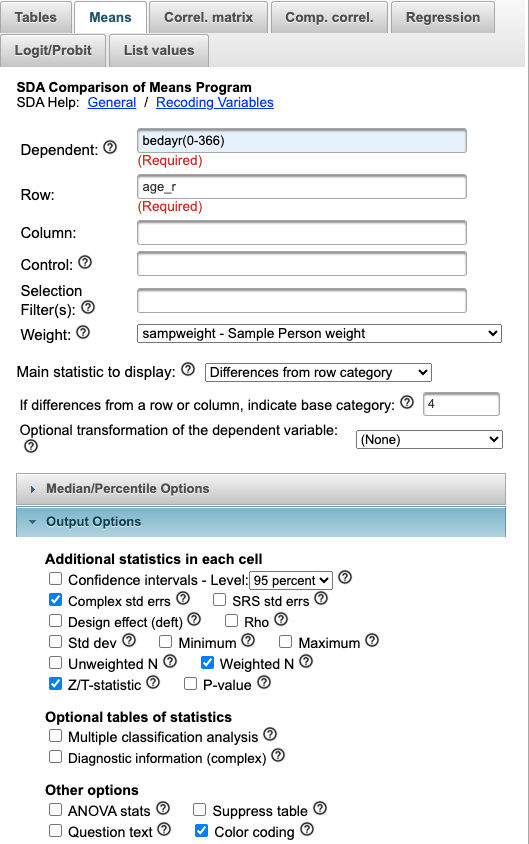 Tables Means Correl. matrix Comp. correl. Regression
Logit/Probit List values
SDA Comparison of Means Program
SDA Help: General / Recoding Variables
Dependent: ? bedayr(0-366)
(Required)
Row: age_r
(Required)
Column:
Control: ?
Selection
Filter(s): ?
Weight: ? sampweight - Sample Person weight
Main statistic to display: ? Differences from row category
If differences from a row or column, indicate base category: ? 4
Optional transformation of the dependent variable:
? (None)
Median/Percentile Options
Output Options
Additional statistics in each cell
Confidence intervals - Level: 95 percent ?
Complex std errs ? SRS std errs ?
Design effect (deft) ? Rho ?
Std dev ? Minimum ? Maximum ?
Unweighted N ? Weighted N ?
Z/T-statistic ? P-value ?
Optional tables of statistics
Multiple classification analysis ?
Diagnostic information (complex) ?
Other options
ANOVA stats ? Suppress table ?
Question text ? Color coding ?